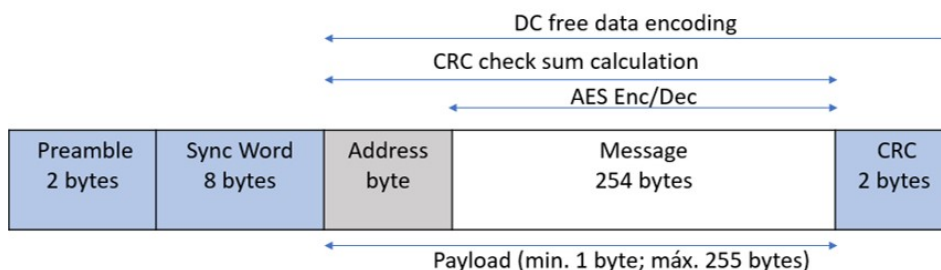 DC free data encoding
CRC check sum calculation
AES Enc/Dec
Preamble
2 bytes
Sync Word
8 bytes
Address
byte
Message
254 bytes
CRC
2 bytes
Payload (min. 1 byte; máx. 255 bytes)